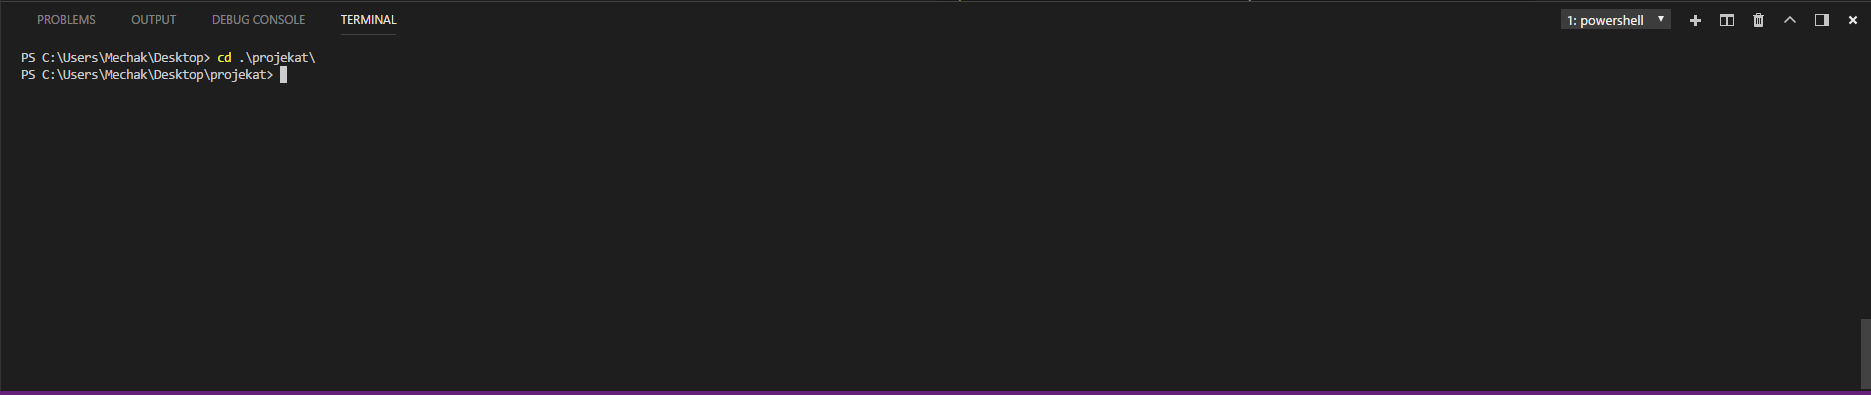 PROBLEMS OUTPUT DEBUG CONSOLE TERMINAL 1: powershell
PS C:\Users\Mechak\Desktop> cd .\projekat\
PS C:\Users\Mechak\Desktop\projekat>